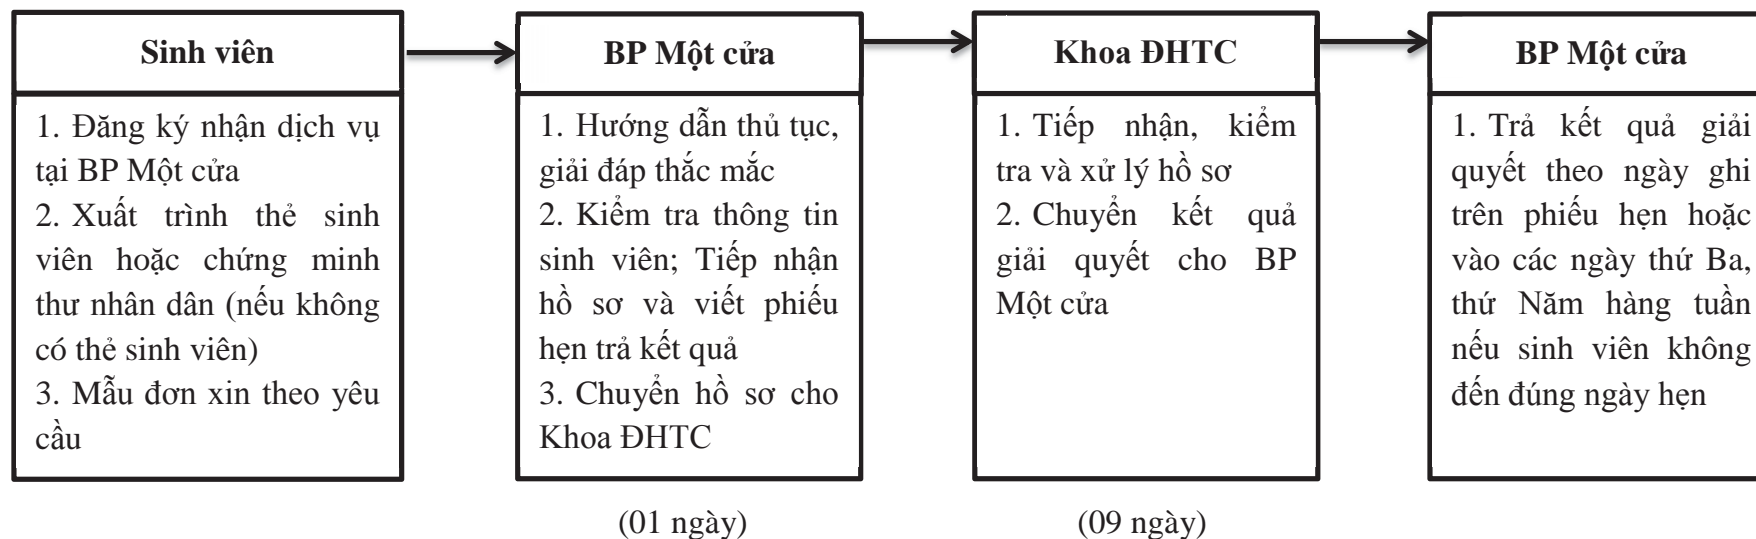 Sinh viên
1. Đăng ký nhận dịch vụ
tại BP Một cửa
2. Xuất trình thẻ sinh
viên hoặc chứng minh
thư nhân dân (nếu không
có thẻ sinh viên)
3. Mẫu đơn xin theo yêu
cầu
BP Một cửa
1. Hướng dẫn thủ tục,
giải đáp thắc mắc
2. Kiểm tra thông tin
sinh viên; Tiếp nhận
hồ sơ và viết phiếu
hẹn trả kết quả
3. Chuyển hồ sơ cho
Khoa ĐHTC
(01 ngày)
Khoa ĐHTC
1. Tiếp nhận, kiểm
tra và xử lý hồ sơ
2. Chuyển kết quả
giải quyết cho BP
Một cửa
(09 ngày)
BP Một cửa
1. Trả kết quả giải
quyết theo ngày ghi
trên phiếu hẹn hoặc
vào các ngày thứ Ba,
thứ Năm hàng tuần
nếu sinh viên không
đến đúng ngày hẹn